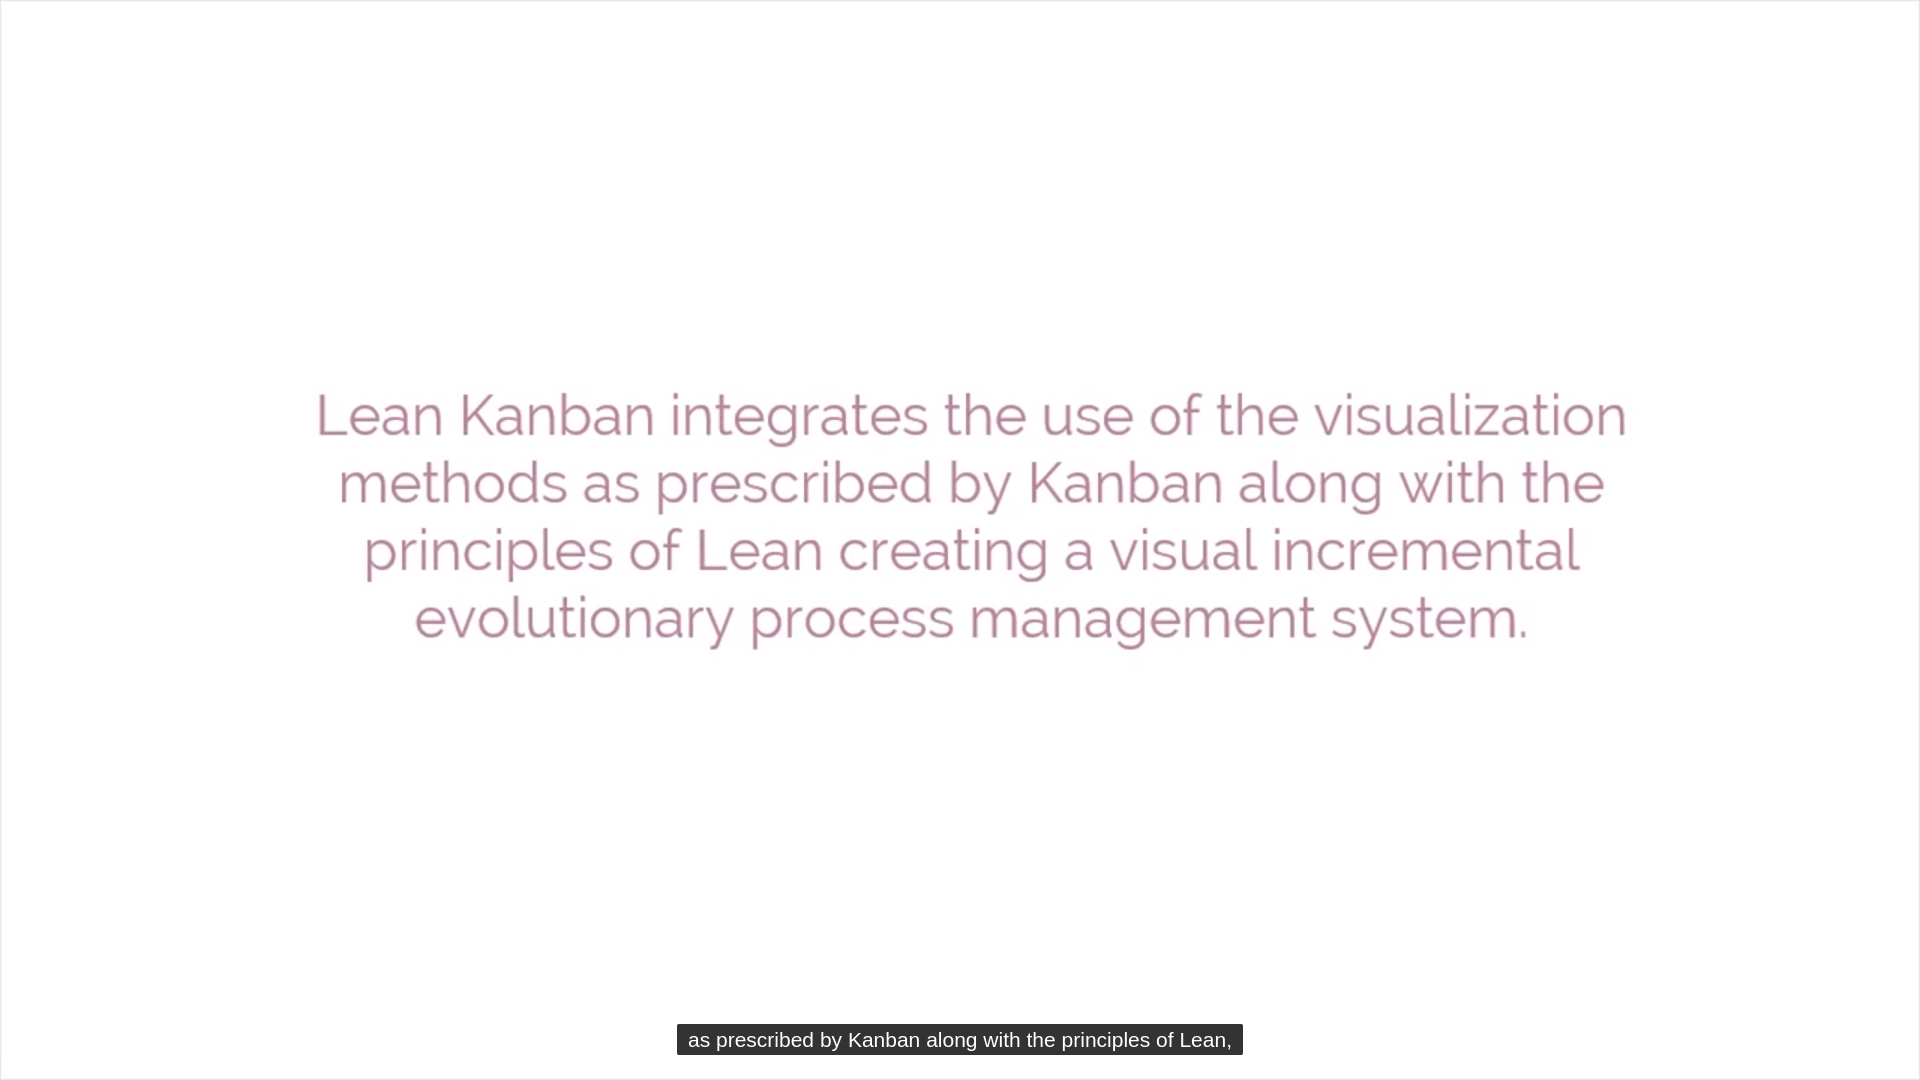 Lean Kanban integrates the use of the visualization
methods as prescribed by Kanban along with the
principles of Lean creating a visual incremental
evolutionary process management system.
as prescribed by Kanban along with the principles of Lean,